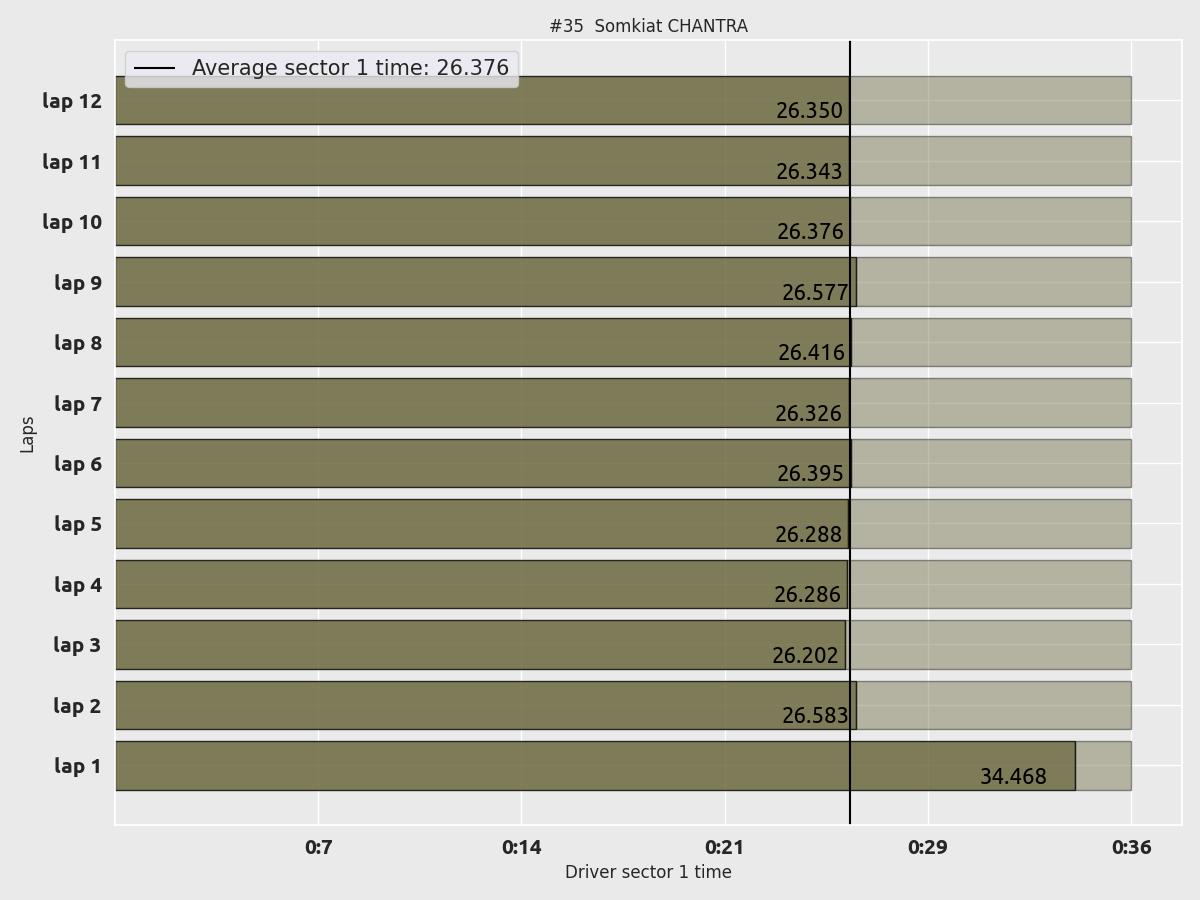 #35 Somkiat CHANTRA
Average sector 1 time: 26.376
lap 12 26.350
lap 11 26.343
lap 10 26.376
lap 9 26.577
lap 8 26.416
lap 7 26.326
lap 6 26.395
lap 5 26.288
lap 4 26.286
lap 3 26.202
lap 2 26.583
lap 1 34.468
Laps
0:7 0:14 0:21 0:29 0:36
Driver sector 1 time